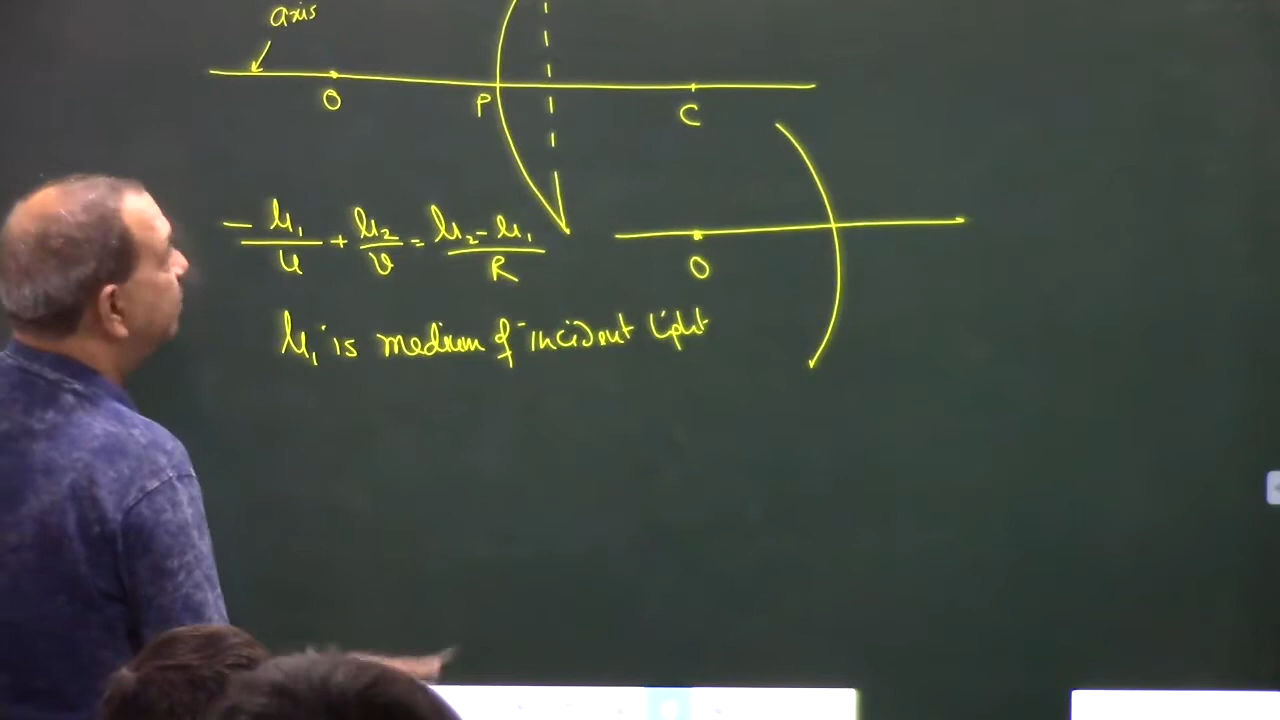 axis
O P C
- μ₁/u + μ₂/v = μ₂-μ₁/R
O
μ₁ is medium of incident light